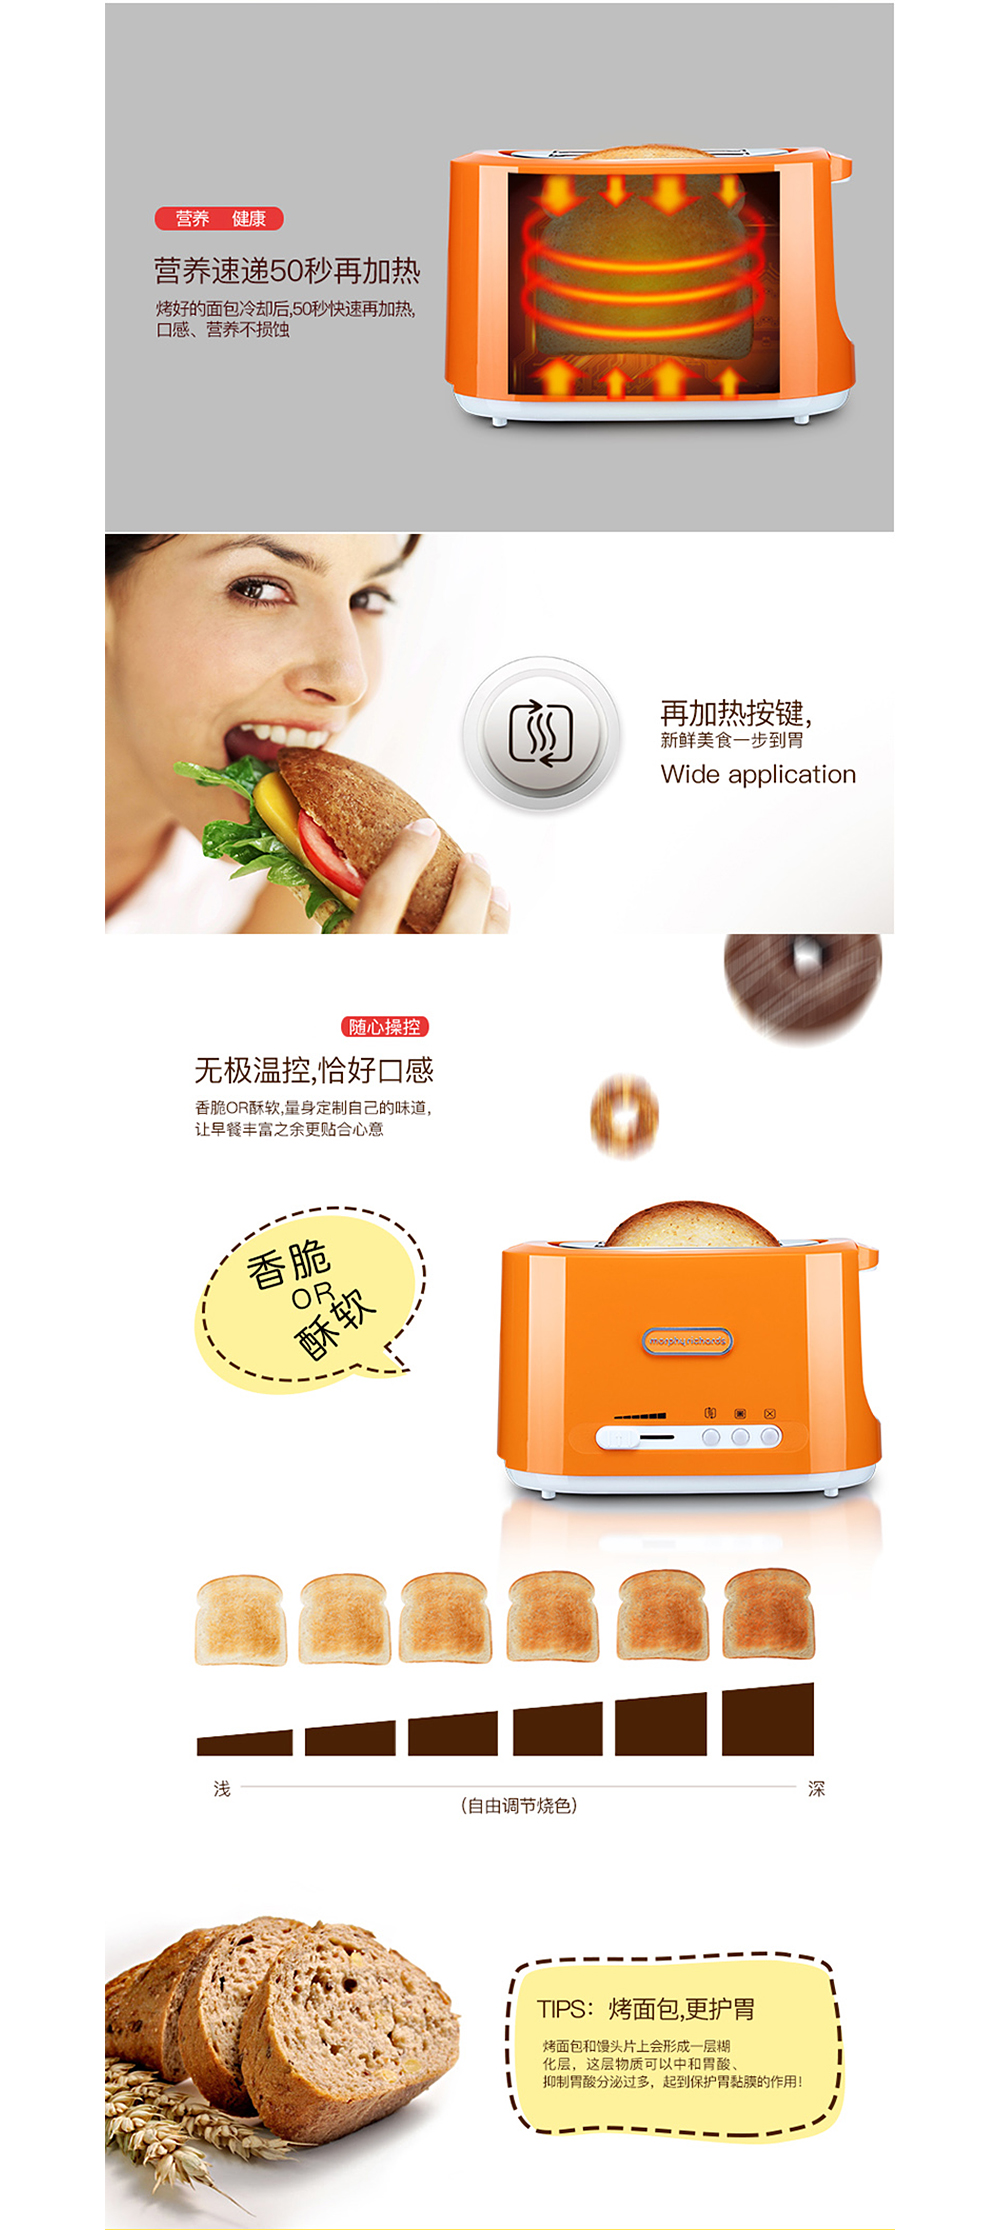 营养 健康
营养速递50秒再加热
烤好的面包冷却后,50秒快速再加热,
口感、营养不损蚀
再加热按键,
新鲜美食一步到胃
Wide application
随心操控
无极温控,恰好口感
香脆OR酥软,量身定制自己的味道,
让早餐丰富之余更贴合心意
香脆
OR
酥软
morphy richards
浅
深
(自由调节烧色)
TIPS：烤面包,更护胃
烤面包和馒头片上会形成一层糊
化层，这层物质可以中和胃酸、
抑制胃酸分泌过多，起到保护胃黏膜的作用！